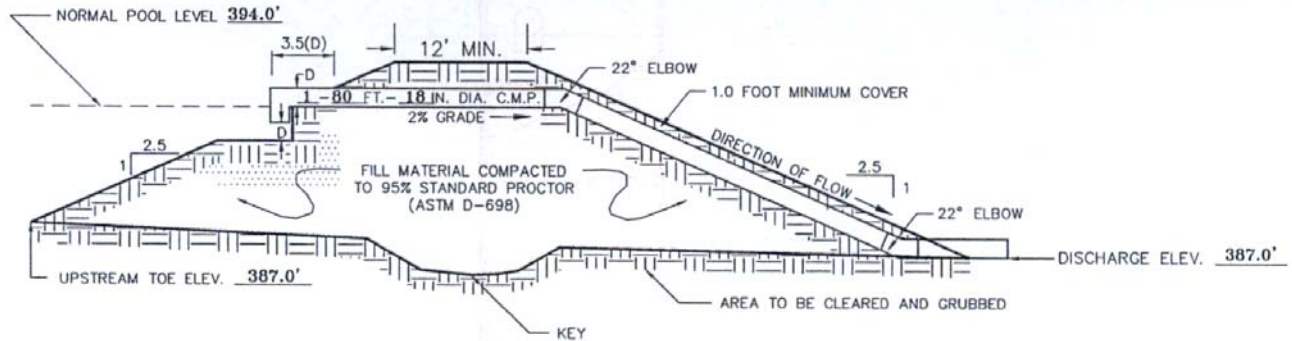 NORMAL POOL LEVEL 394.0'
3.5(D)
12' MIN.
22° ELBOW
D
1.0 FOOT MINIMUM COVER
1-80 FT.- 18 IN. DIA. C.M.P.
2% GRADE
D
DIRECTION OF FLOW
2.5
1
2.5
1
FILL MATERIAL COMPACTED
TO 95% STANDARD PROCTOR
(ASTM D-698)
22° ELBOW
UPSTREAM TOE ELEV. 387.0'
DISCHARGE ELEV. 387.0'
AREA TO BE CLEARED AND GRUBBED
KEY